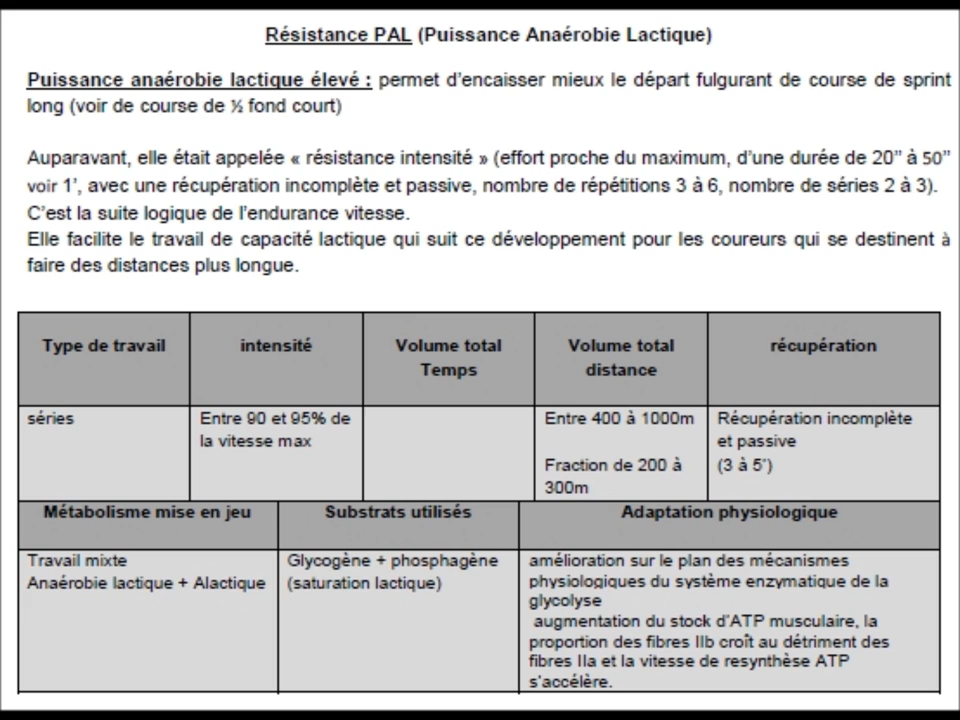 Résistance PAL (Puissance Anaérobie Lactique)
Puissance anaérobie lactique élevé : permet d’encaisser mieux le départ fulgurant de course de sprint
long (voir de course de ½ fond court)
Auparavant, elle était appelée « résistance intensité » (effort proche du maximum, d’une durée de 20’’ à 50’’
voir 1’, avec une récupération incomplète et passive, nombre de répétitions 3 à 6, nombre de séries 2 à 3).
C’est la suite logique de l’endurance vitesse.
Elle facilite le travail de capacité lactique qui suit ce développement pour les coureurs qui se destinent à
faire des distances plus longue.
Type de travail
intensité
Volume total
Temps
Volume total
distance
récupération
séries
Entre 90 et 95% de
la vitesse max
Entre 400 à 1000m
Fraction de 200 à
300m
Récupération incomplète
et passive
(3 à 5’)
Métabolisme mise en jeu
Substrats utilisés
Adaptation physiologique
Travail mixte
Anaérobie lactique + Alactique
Glycogène + phosphagène
(saturation lactique)
amélioration sur le plan des mécanismes
physiologiques du système enzymatique de la
glycolyse
augmentation du stock d’ATP musculaire, la
proportion des fibres IIb croît au détriment des
fibres IIa et la vitesse de resynthèse ATP
s’accélère.